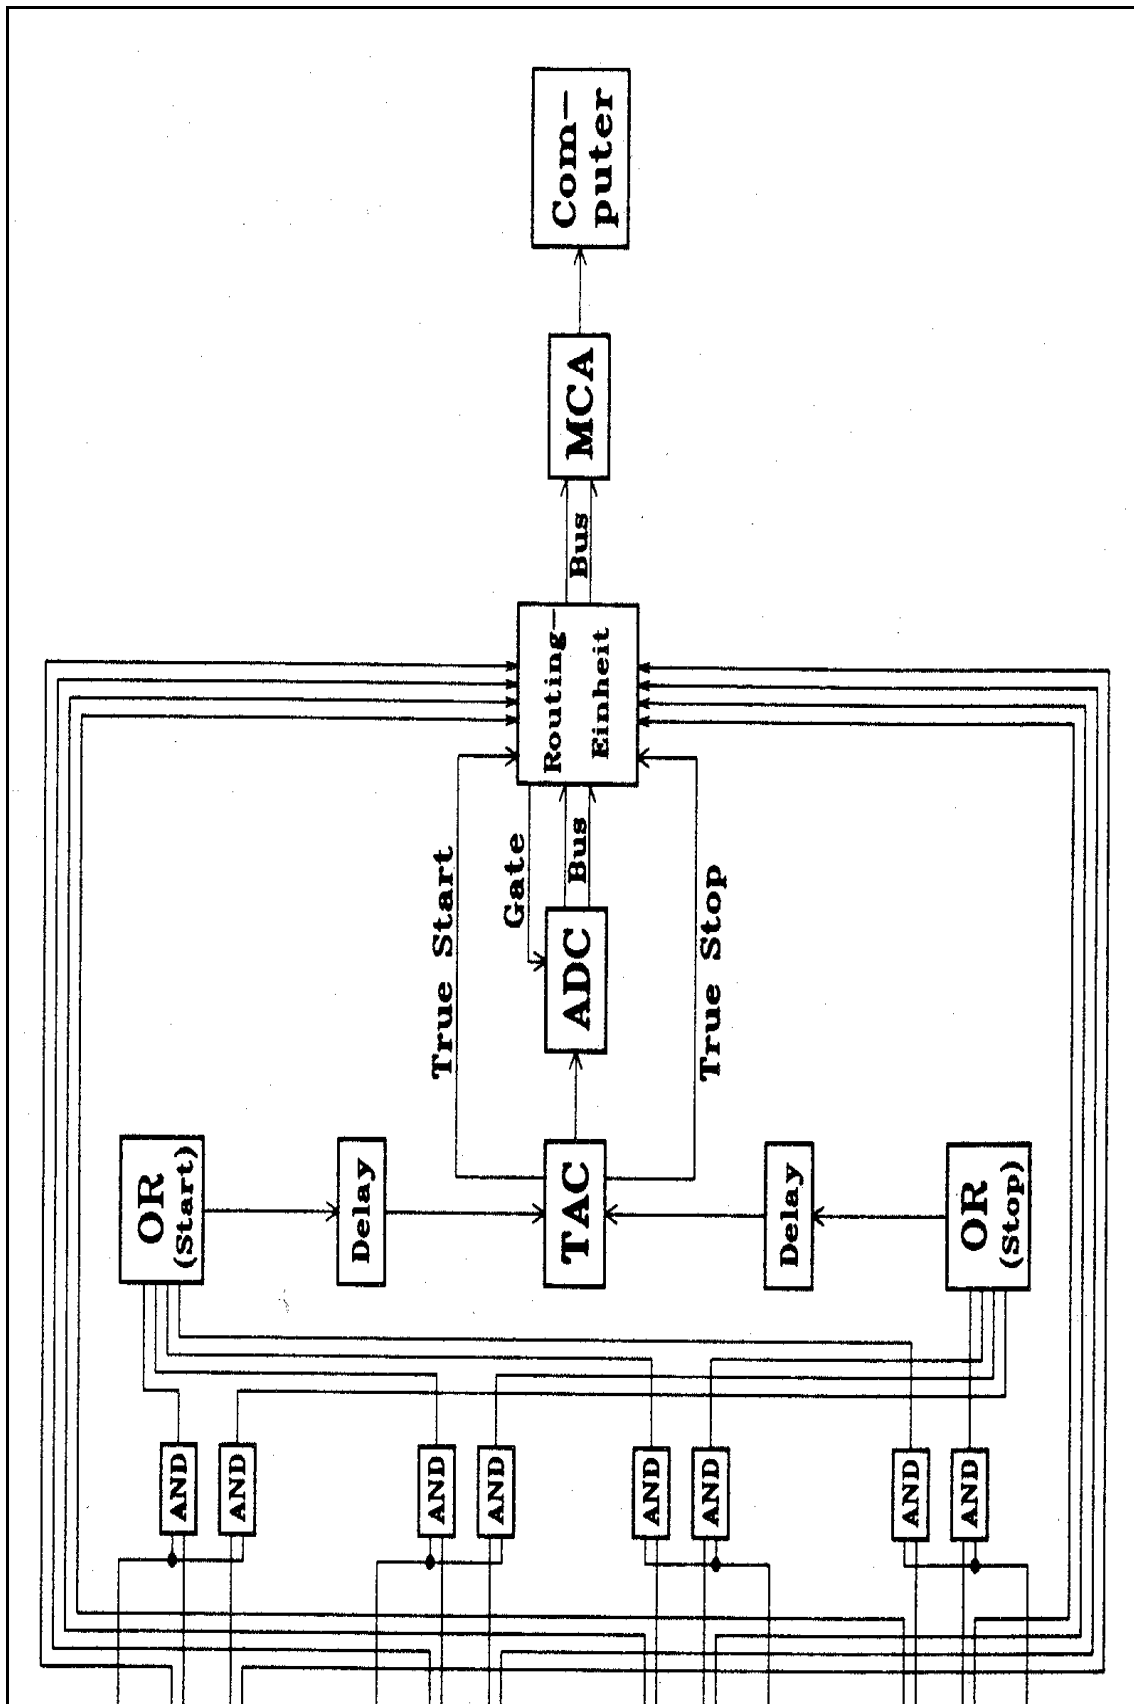 Com-
puter
MCA
Bus
Routing-
Einheit
True Start
Gate
Bus
ADC
True Stop
OR
(Start)
Delay
TAC
Delay
OR
(Stop)
AND
AND
AND
AND
AND
AND
AND
AND